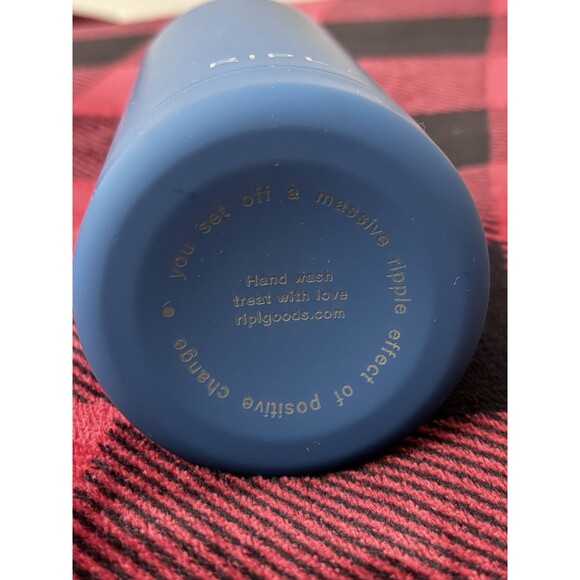 RIPL
you set off a massive ripple effect of positive change •
Hand wash
treat with love
riplgoods.com